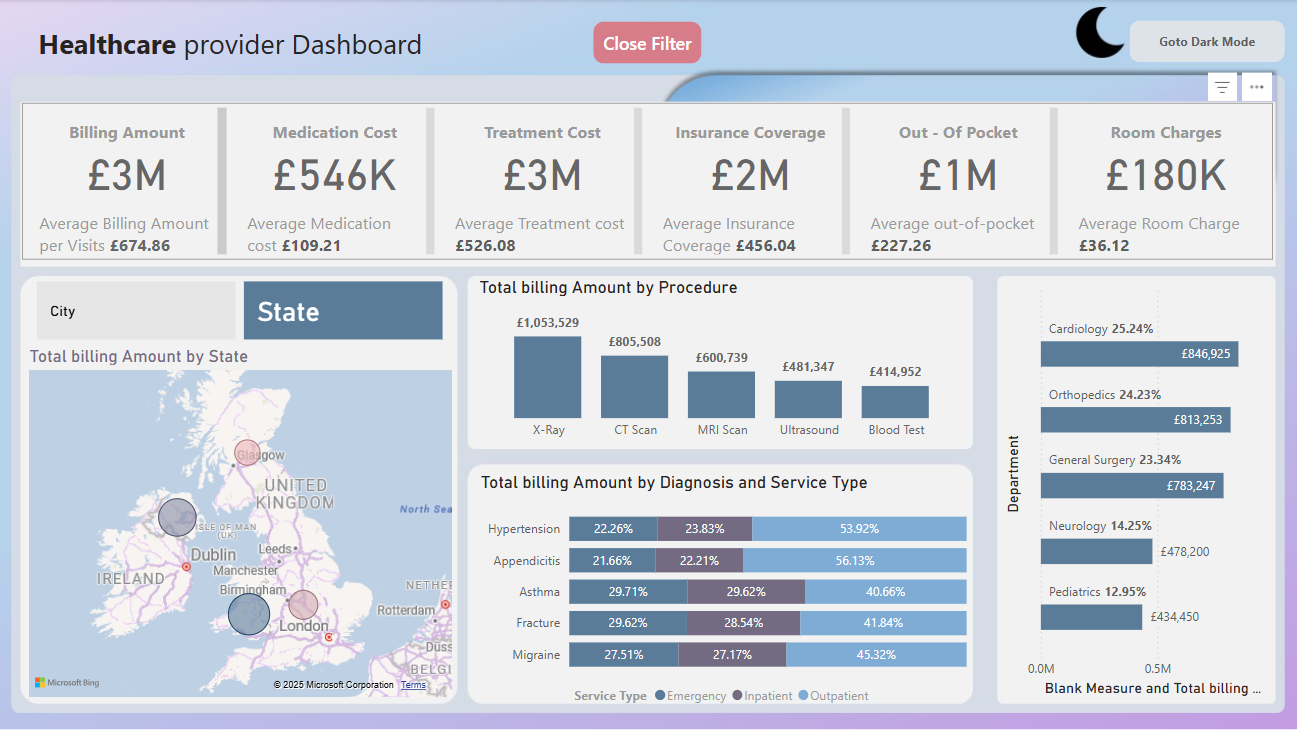 Healthcare provider Dashboard
Close Filter
Goto Dark Mode
Billing Amount
£3M
Average Billing Amount
per Visits £674.86
Medication Cost
£546K
Average Medication
cost £109.21
Treatment Cost
£3M
Average Treatment cost
£526.08
Insurance Coverage
£2M
Average Insurance
Coverage £456.04
Out - Of Pocket
£1M
Average out-of-pocket
£227.26
Room Charges
£180K
Average Room Charge
£36.12
City
State
Total billing Amount by State
Glasgow
UNITED
KINGDOM
North Sea
ISLE OF MAN
(UK)
Leeds
Dublin
Manchester
IRELAND
Birmingham
NETHER
Rotterdam
London
Düss
BELGI
Microsoft Bing
© 2025 Microsoft Corporation Terms
Total billing Amount by Procedure
£1,053,529
£805,508
£600,739
£481,347
£414,952
X-Ray
CT Scan
MRI Scan
Ultrasound
Blood Test
Total billing Amount by Diagnosis and Service Type
Hypertension 22.26% 23.83% 53.92%
Appendicitis 21.66% 22.21% 56.13%
Asthma 29.71% 29.62% 40.66%
Fracture 29.62% 28.54% 41.84%
Migraine 27.51% 27.17% 45.32%
Service Type Emergency Inpatient Outpatient
Department
Cardiology 25.24%
£846,925
Orthopedics 24.23%
£813,253
General Surgery 23.34%
£783,247
Neurology 14.25%
£478,200
Pediatrics 12.95%
£434,450
0.0M 0.5M
Blank Measure and Total billing ...